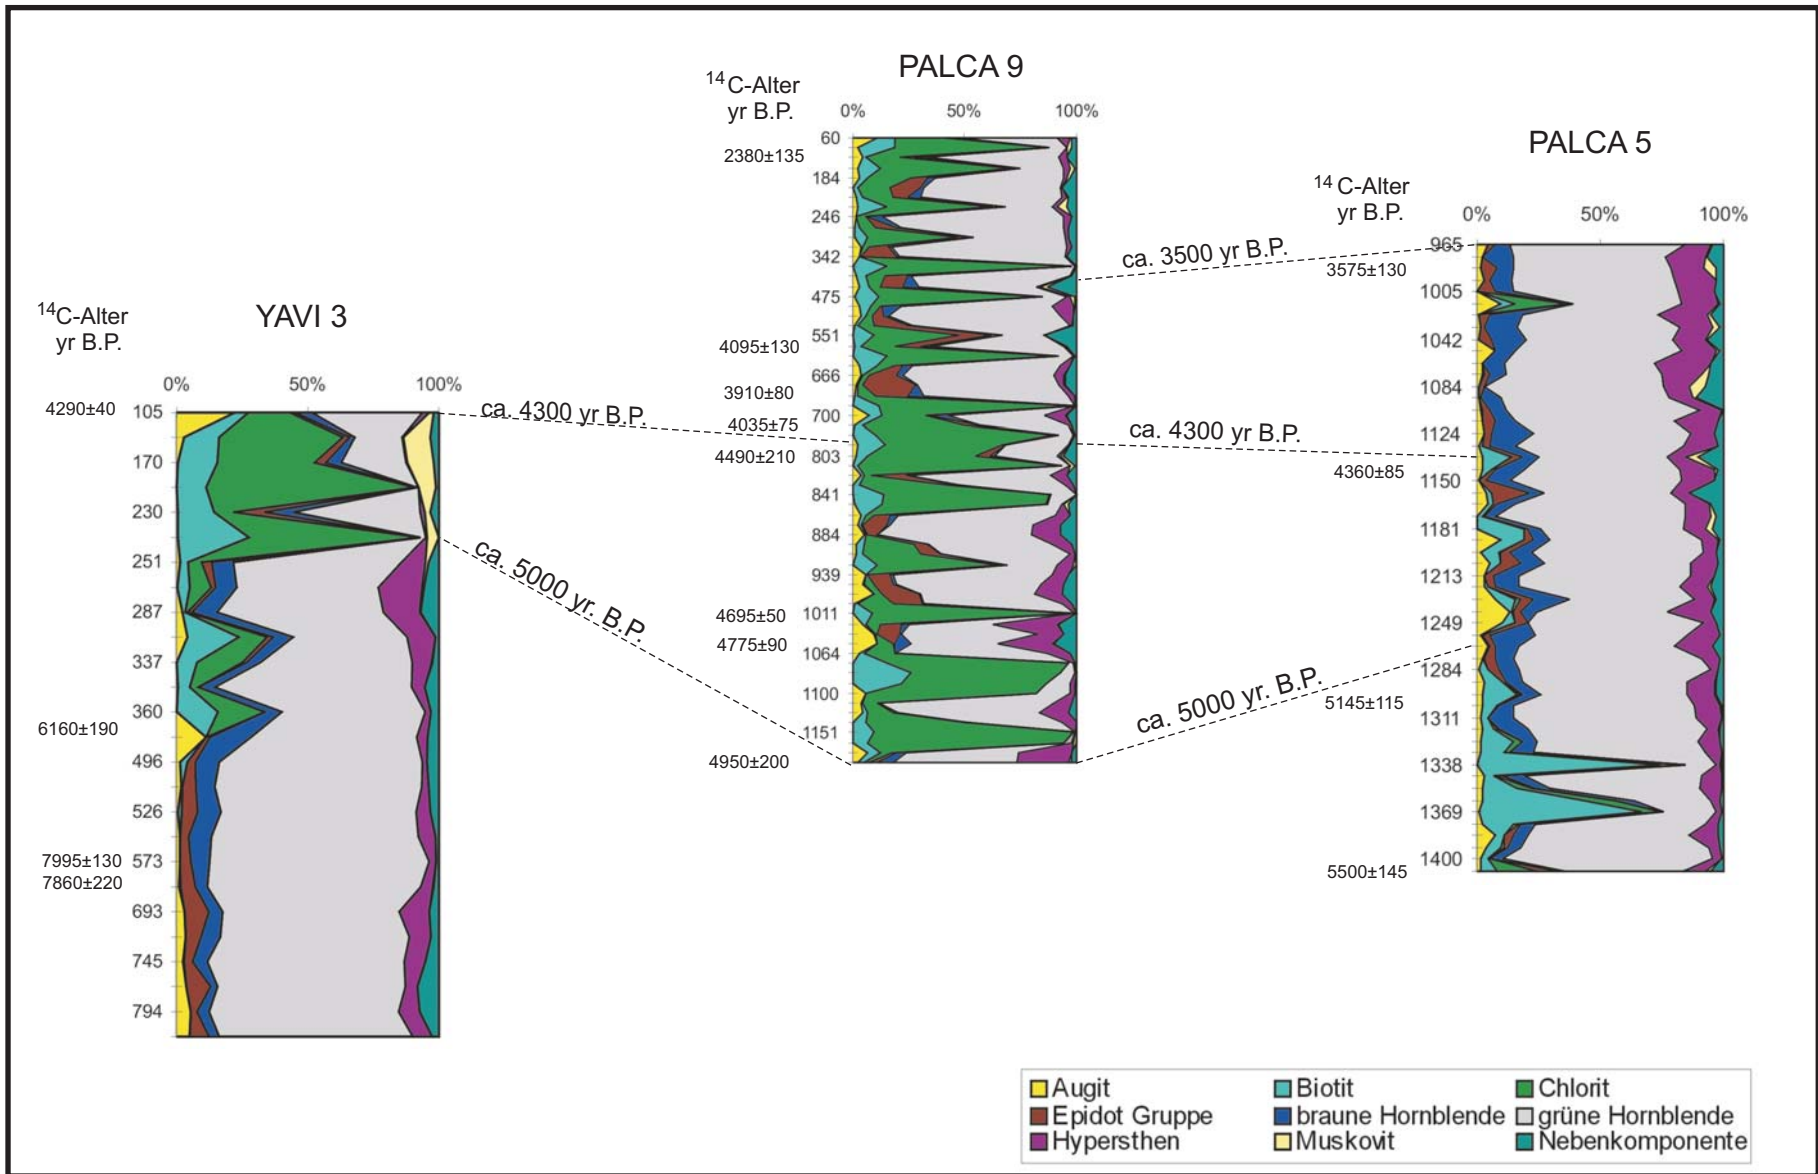 YAVI 3
14C-Alter
yr B.P.
0% 50% 100%
4290±40
6160±190
7995±130
7860±220
105
170
230
251
287
337
360
496
526
573
693
745
794
ca. 4300 yr B.P.
ca. 5000 yr. B.P.
PALCA 9
14C-Alter
yr B.P.
0% 50% 100%
2380±135
4095±130
3910±80
4035±75
4490±210
4695±50
4775±90
4950±200
60
184
246
342
475
551
666
700
803
841
884
939
1011
1064
1100
1151
ca. 3500 yr B.P.
ca. 4300 yr B.P.
ca. 5000 yr. B.P.
PALCA 5
14C-Alter
yr B.P.
0% 50% 100%
3575±130
4360±85
5145±115
5500±145
965
1005
1042
1084
1124
1150
1181
1213
1249
1284
1311
1338
1369
1400
Augit Biotit Chlorit
Epidot Gruppe braune Hornblende grüne Hornblende
Hypersthen Muskovit Nebenkomponente